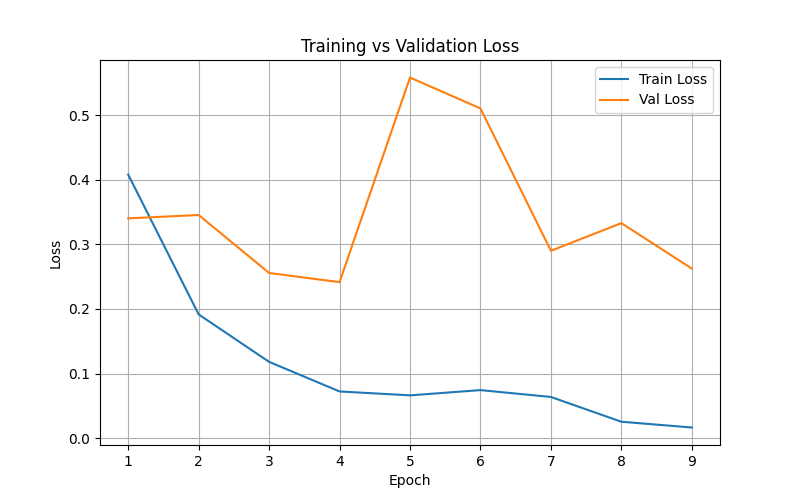 Training vs Validation Loss
Train Loss
Val Loss
0.5
0.4
0.3
0.2
0.1
0.0
Loss
1 2 3 4 5 6 7 8 9
Epoch